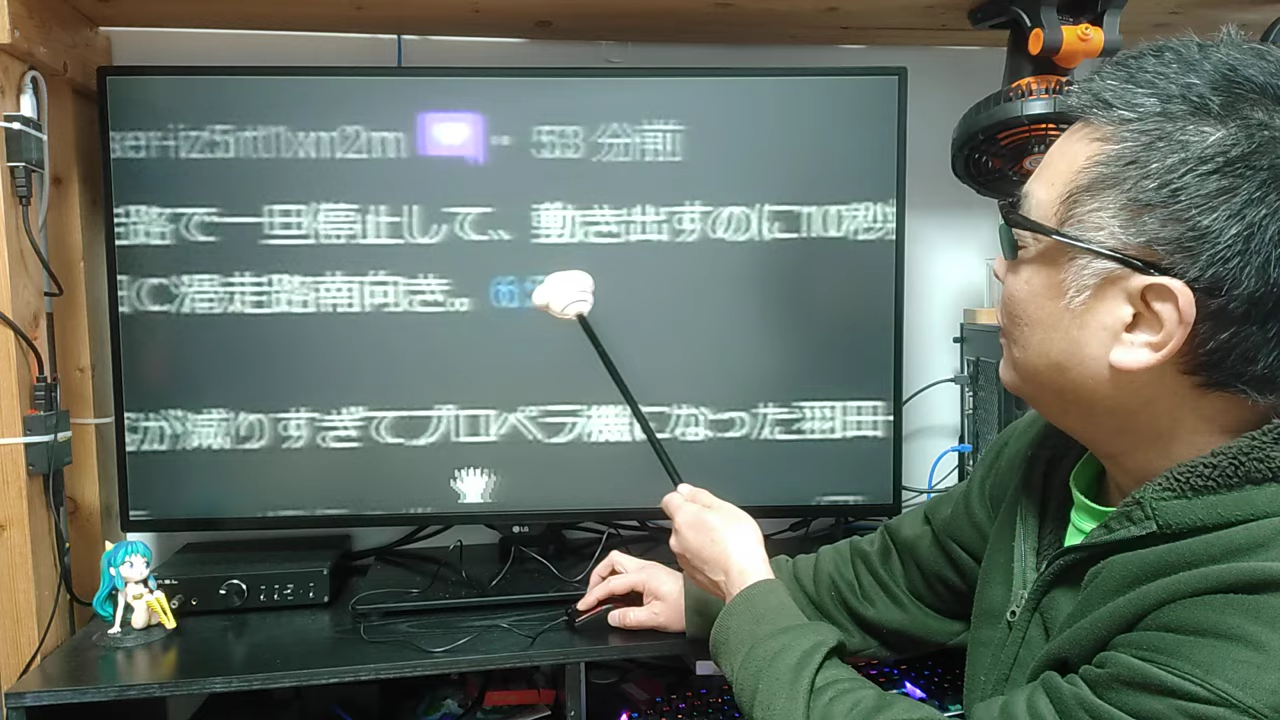 53 分前
路で一旦停止して、動き出すのに10秒
C滑走路南向き。
が減りすぎてプロペラ機になった羽田
LG